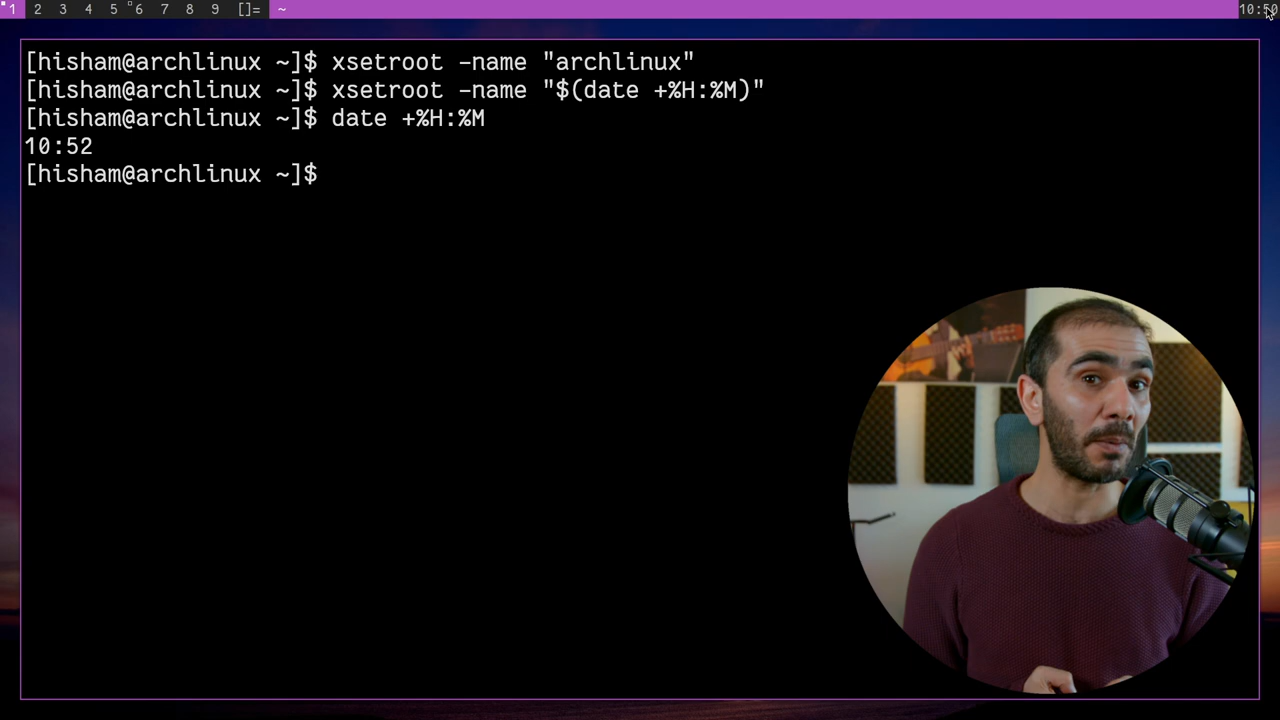 1 2 3 4 5 6 7 8 9 []= ~ 10:50
[hisham@archlinux ~]$ xsetroot -name "archlinux"
[hisham@archlinux ~]$ xsetroot -name "$(date +%H:%M)"
[hisham@archlinux ~]$ date +%H:%M
10:52
[hisham@archlinux ~]$